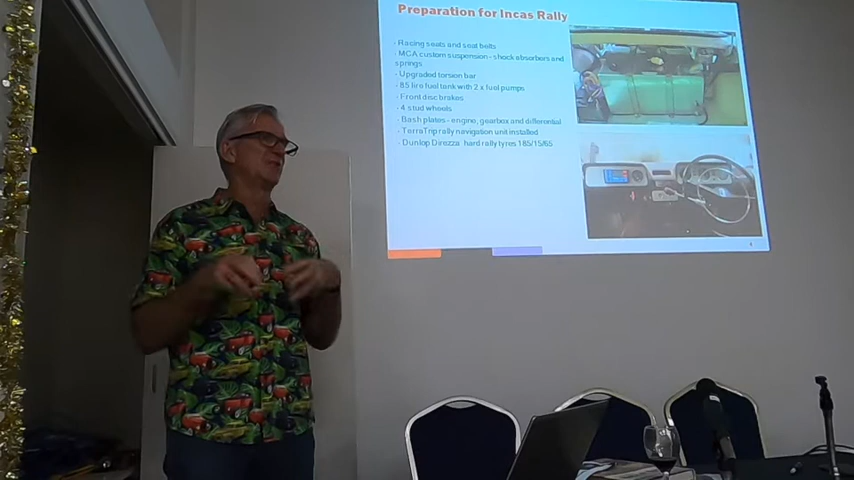 Preparation for Incas Rally
• Racing seats and seat belts
• MCA custom suspension - shock absorbers and
springs
• Upgraded torsion bar
• 85 litre fuel tank with 2 x fuel pumps
• Front disc brakes
• 4 stud wheels
• Bash plates - engine, gearbox and differential
• TerraTrip rally navigation unit installed
• Dunlop Direzza hard rally tyres 185/15/65